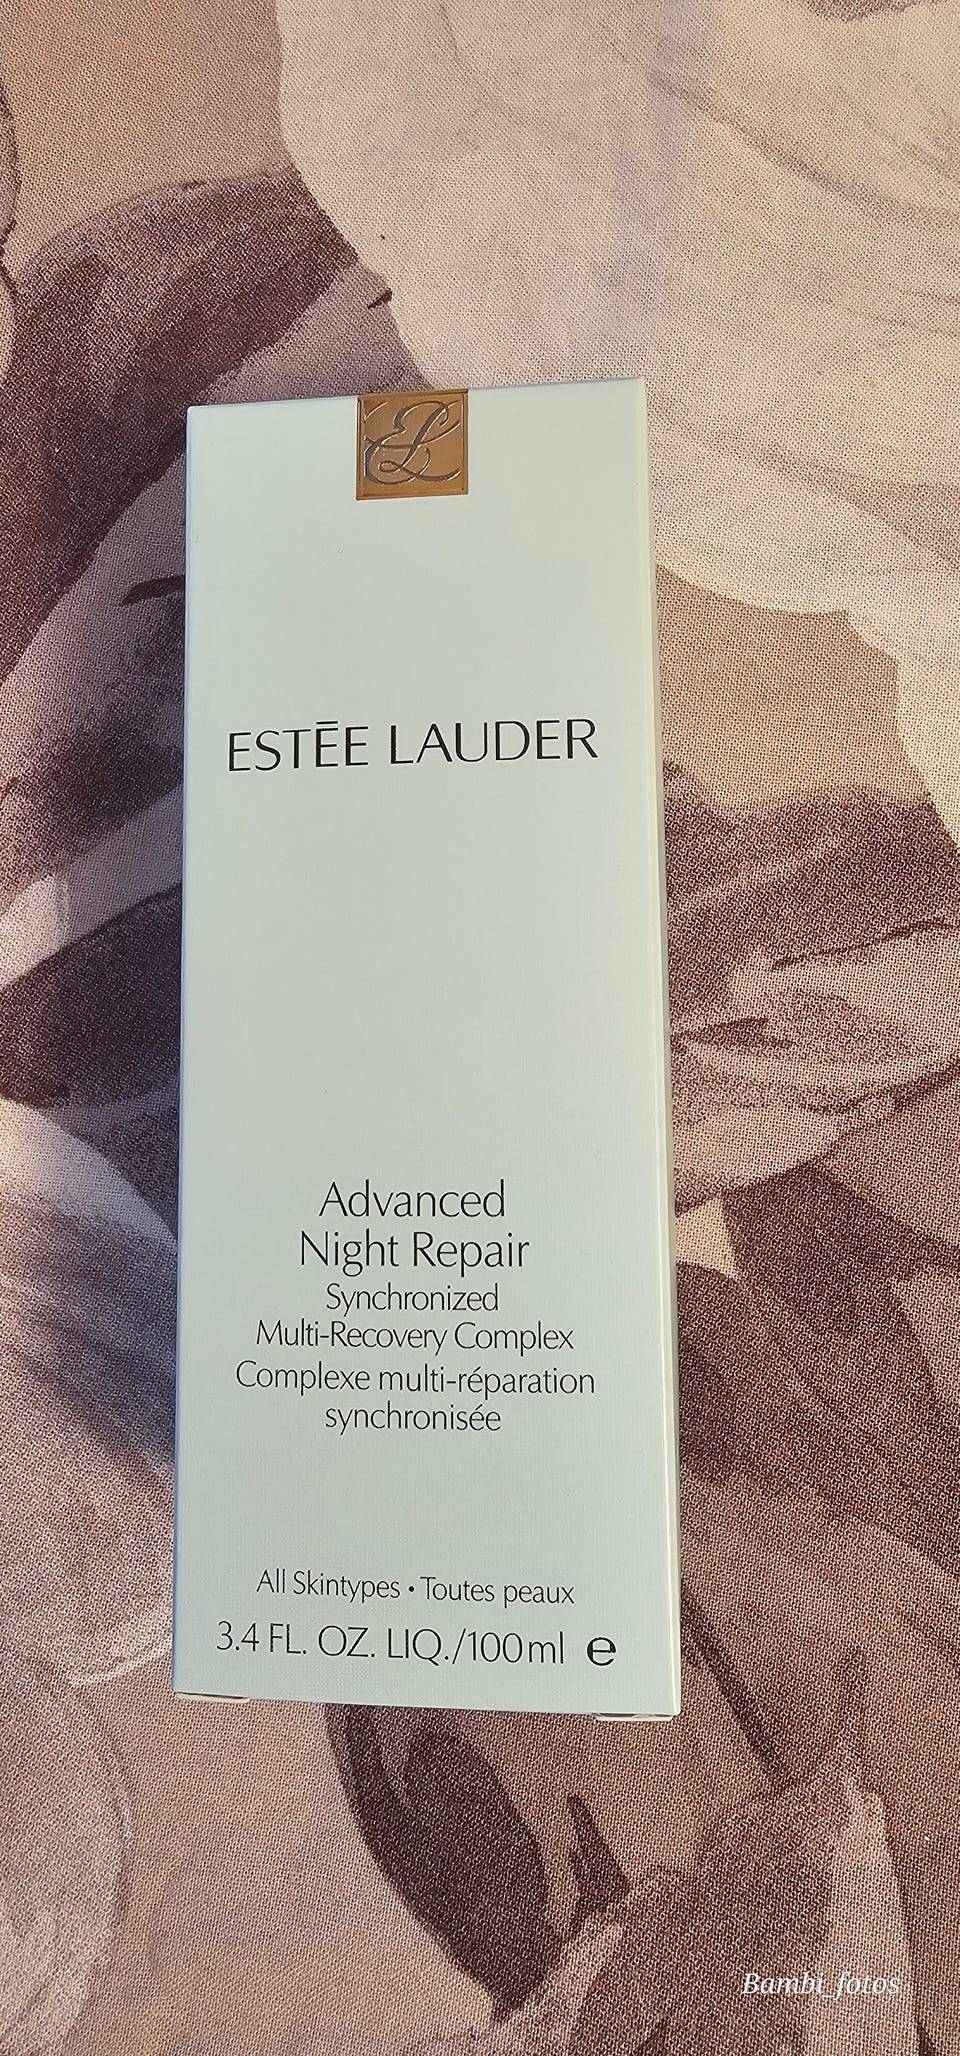 EL
ESTĒE LAUDER
Advanced
Night Repair
Synchronized
Multi-Recovery Complex
Complexe multi-réparation
synchronisée
All Skintypes • Toutes peaux
3.4 FL. OZ. LIQ./100ml ℮
Bambi_fotos